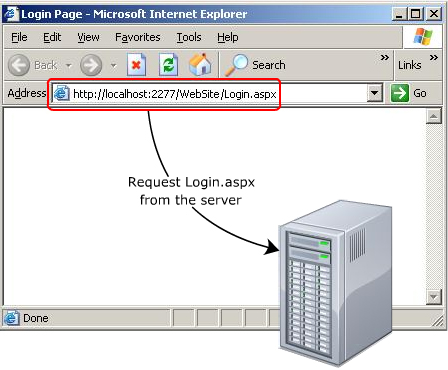 Login Page - Microsoft Internet Explorer
File Edit View Favorites Tools Help
Back Search » Links »
Address http://localhost:2277/WebSite/Login.aspx Go
Request Login.aspx
from the server
Done